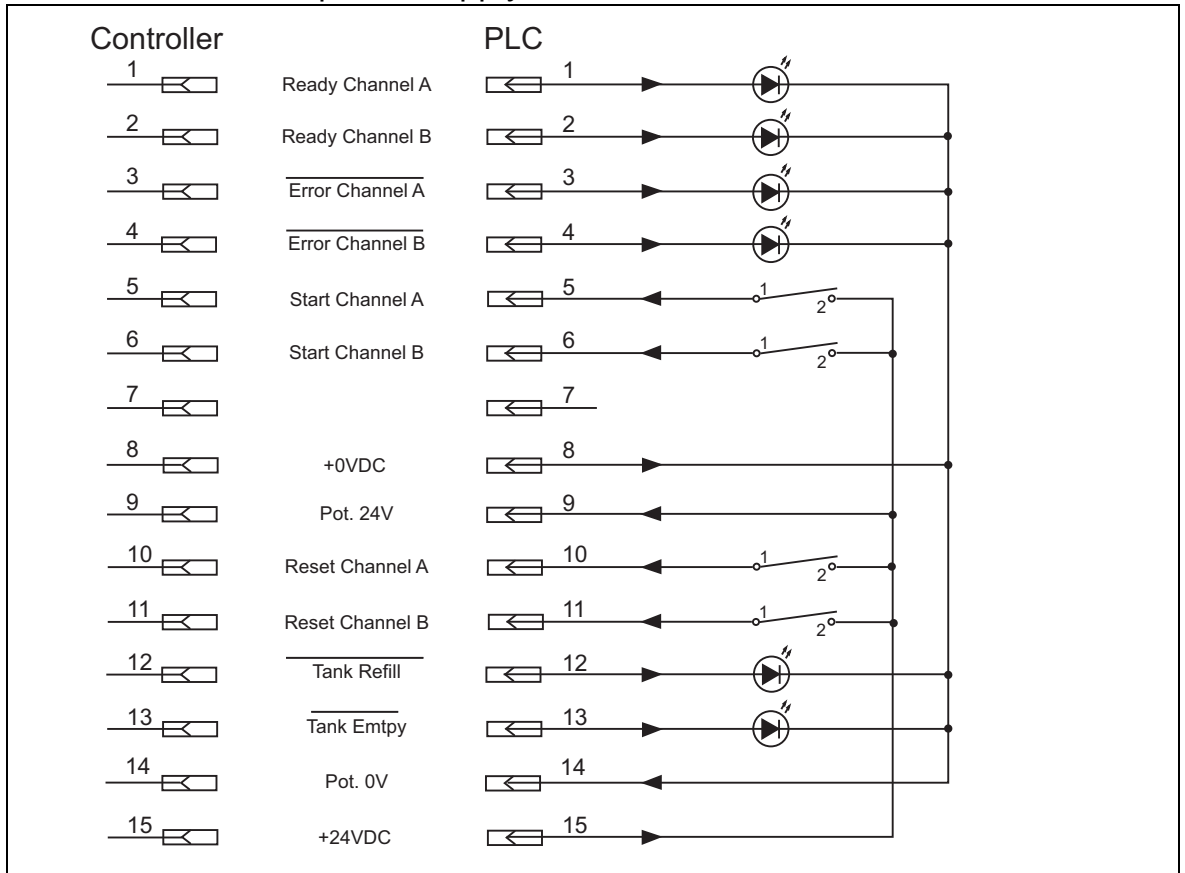 Controller PLC
1 Ready Channel A 1
2 Ready Channel B 2
3 Error Channel A 3
4 Error Channel B 4
5 Start Channel A 5 1 2
6 Start Channel B 6 1 2
7 7
8 +0VDC 8
9 Pot. 24V 9
10 Reset Channel A 10 1 2
11 Reset Channel B 11 1 2
12 Tank Refill 12
13 Tank Emtpy 13
14 Pot. 0V 14
15 +24VDC 15